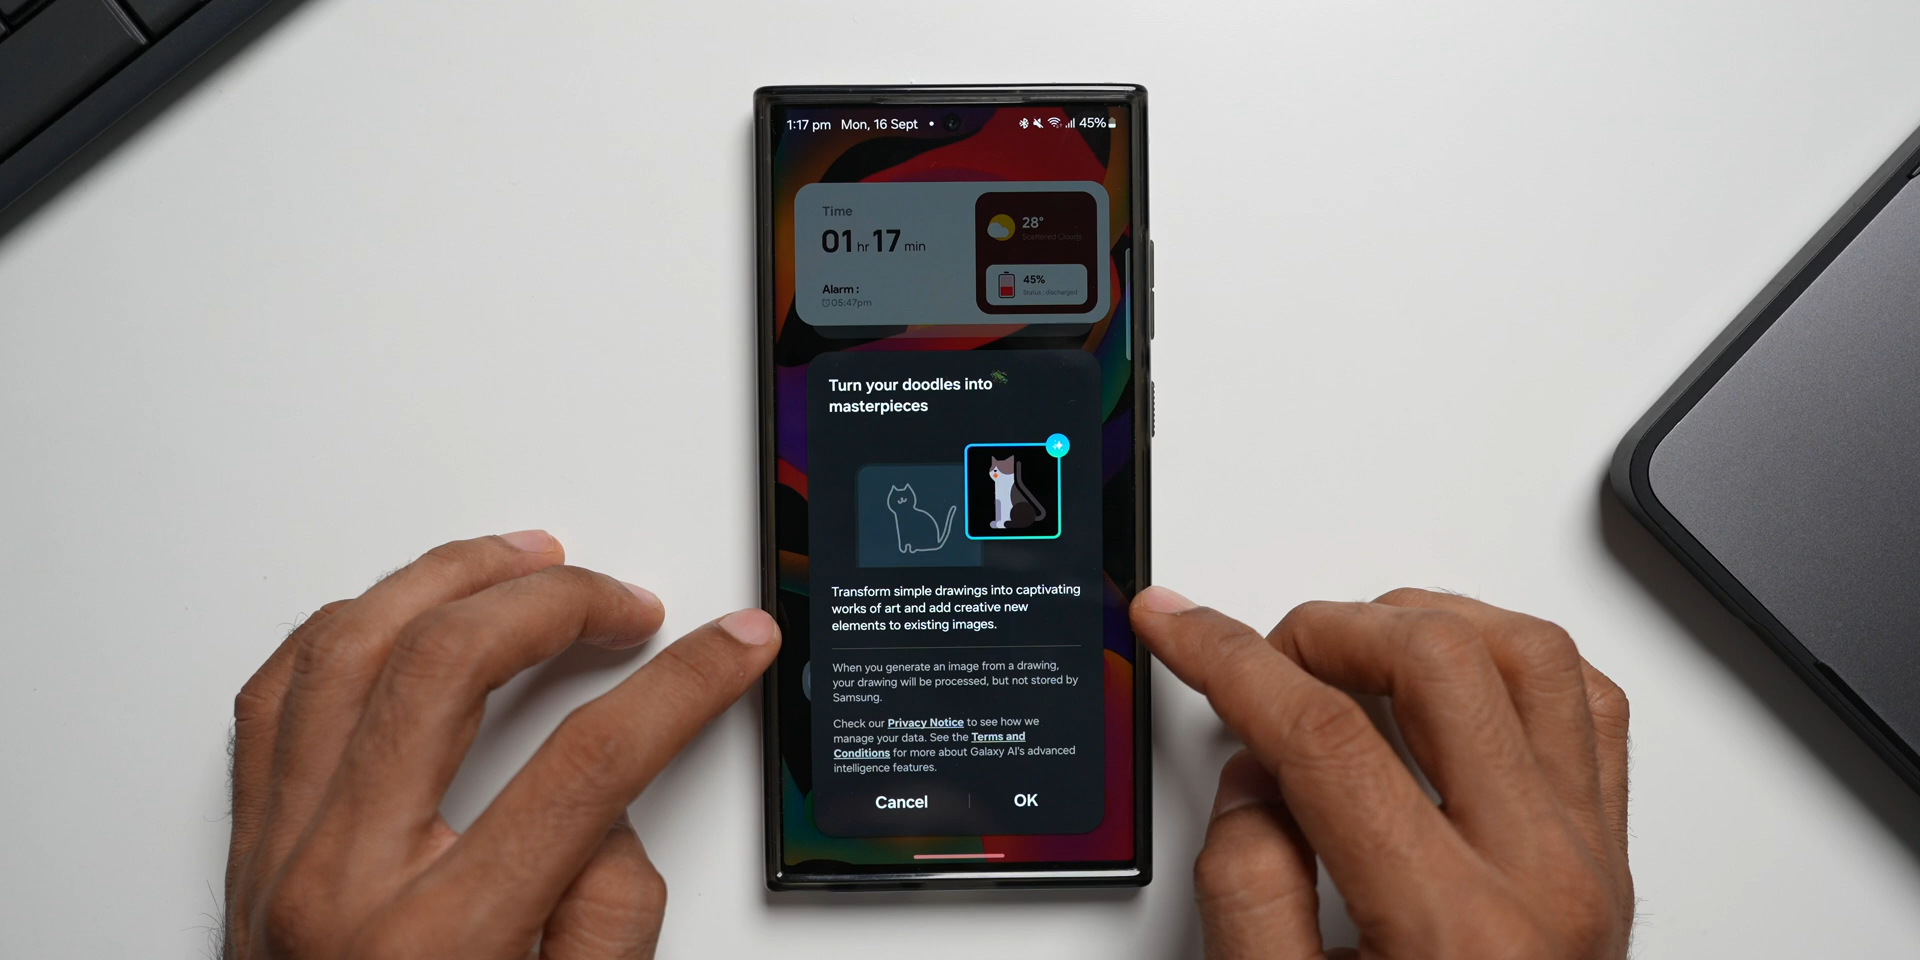 1:17 pm Mon, 16 Sept • 45%
Time
01 hr 17 min
Alarm :
05:47pm
28°
Scattered Clouds
45%
Status : discharged
Turn your doodles into
masterpieces
Transform simple drawings into captivating
works of art and add creative new
elements to existing images.
When you generate an image from a drawing,
your drawing will be processed, but not stored by
Samsung.
Check our Privacy Notice to see how we
manage your data. See the Terms and
Conditions for more about Galaxy AI's advanced
intelligence features.
Cancel OK